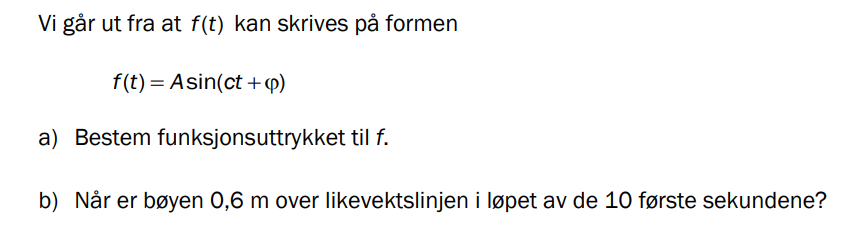 Vi går ut fra at f(t) kan skrives på formen
f(t) = A sin(ct + φ)
a) Bestem funksjonsuttrykket til f.
b) Når er bøyen 0,6 m over likevektslinjen i løpet av de 10 første sekundene?